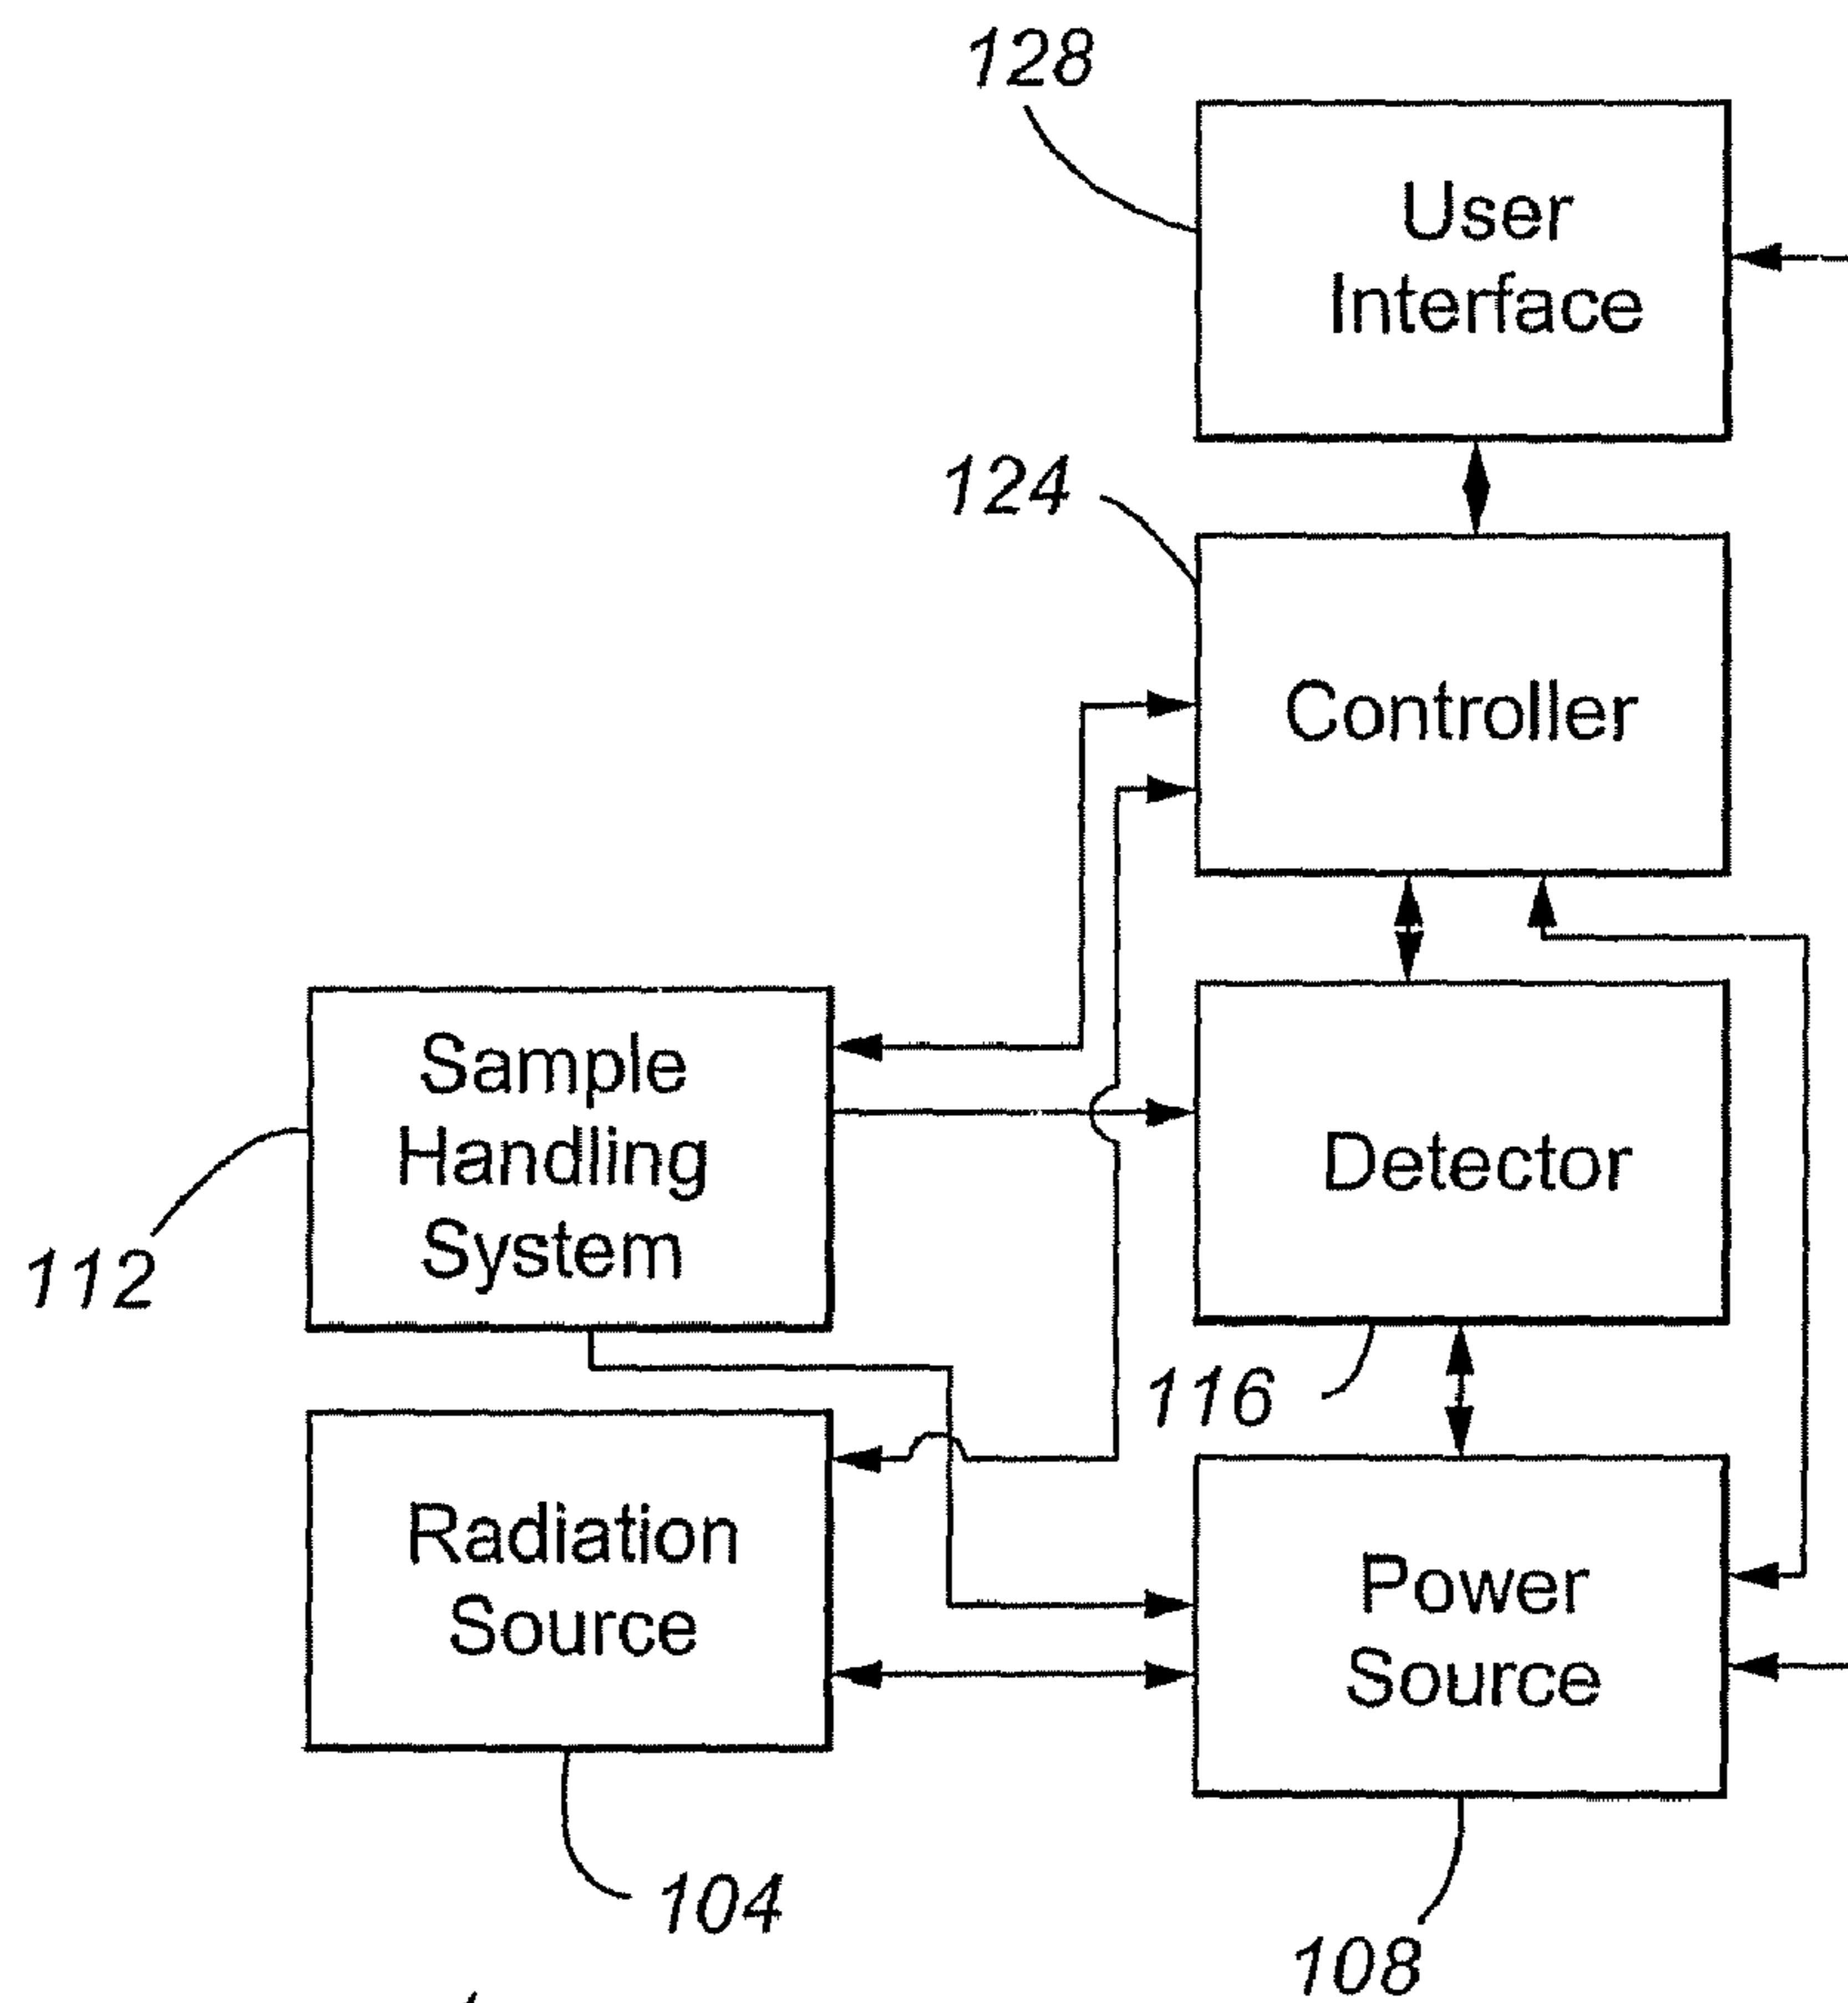 128
User
Interface
124
Controller
Sample
Handling
System
112
Detector
116
Radiation
Source
Power
Source
104
108